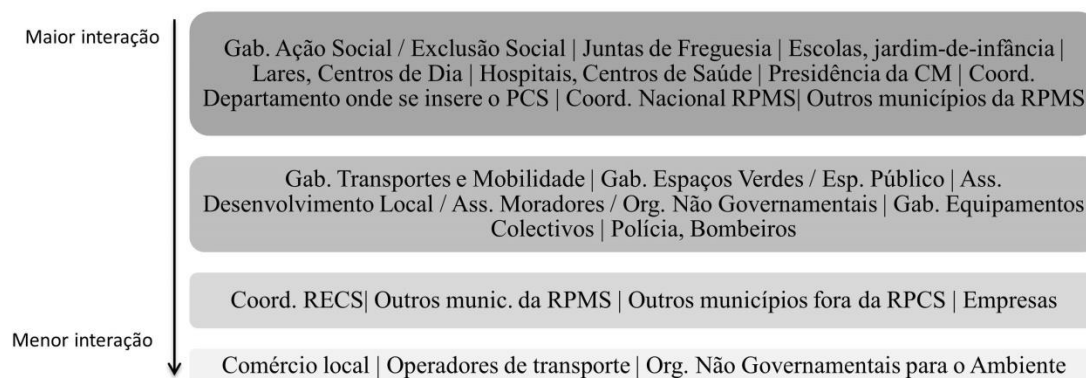 Maior interação
Gab. Ação Social / Exclusão Social | Juntas de Freguesia | Escolas, jardim-de-infância |
Lares, Centros de Dia | Hospitais, Centros de Saúde | Presidência da CM | Coord.
Departamento onde se insere o PCS | Coord. Nacional RPMS| Outros municípios da RPMS
Gab. Transportes e Mobilidade | Gab. Espaços Verdes / Esp. Público | Ass.
Desenvolvimento Local / Ass. Moradores / Org. Não Governamentais | Gab. Equipamentos
Colectivos | Polícia, Bombeiros
Coord. RECS| Outros munic. da RPMS | Outros municípios fora da RPCS | Empresas
Menor interação
Comércio local | Operadores de transporte | Org. Não Governamentais para o Ambiente